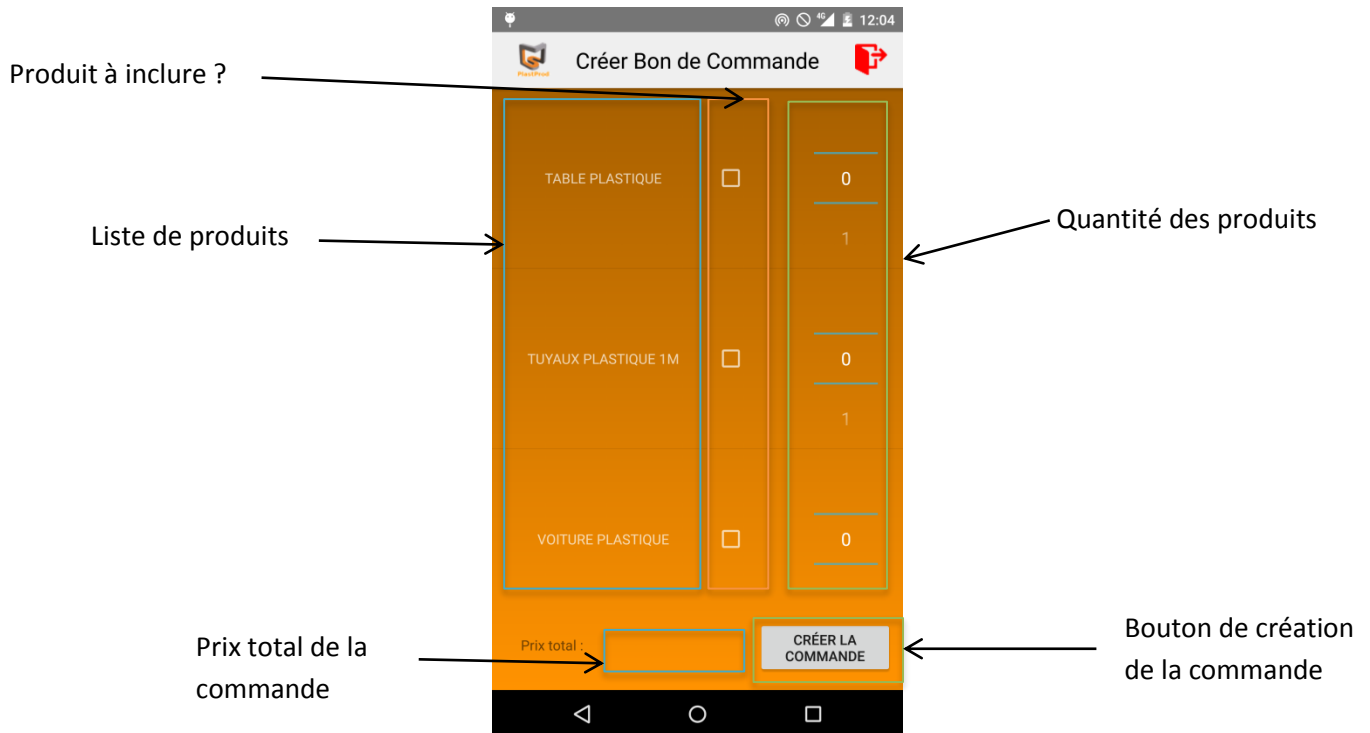 4G 12:04
PlastProd
Créer Bon de Commande
Produit à inclure ?
TABLE PLASTIQUE
0
1
Liste de produits
Quantité des produits
TUYAUX PLASTIQUE 1M
0
1
VOITURE PLASTIQUE
0
Prix total de la
commande
Prix total :
CRÉER LA
COMMANDE
Bouton de création
de la commande